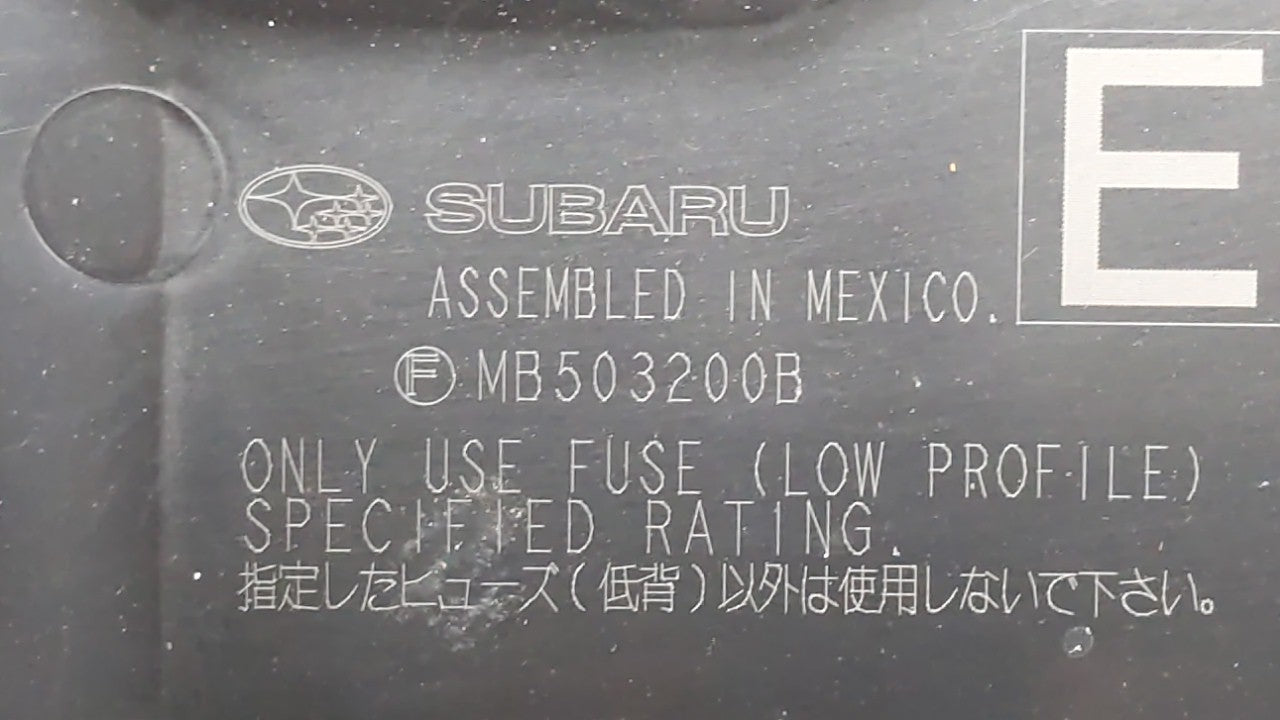 SUBARU
E
ASSEMBLED IN MEXICO.
Ⓕ MB503200B
ONLY USE FUSE (LOW PROFILE)
SPECIFIED RATING.
指定したヒューズ(低背)以外は使用しないで下さい。